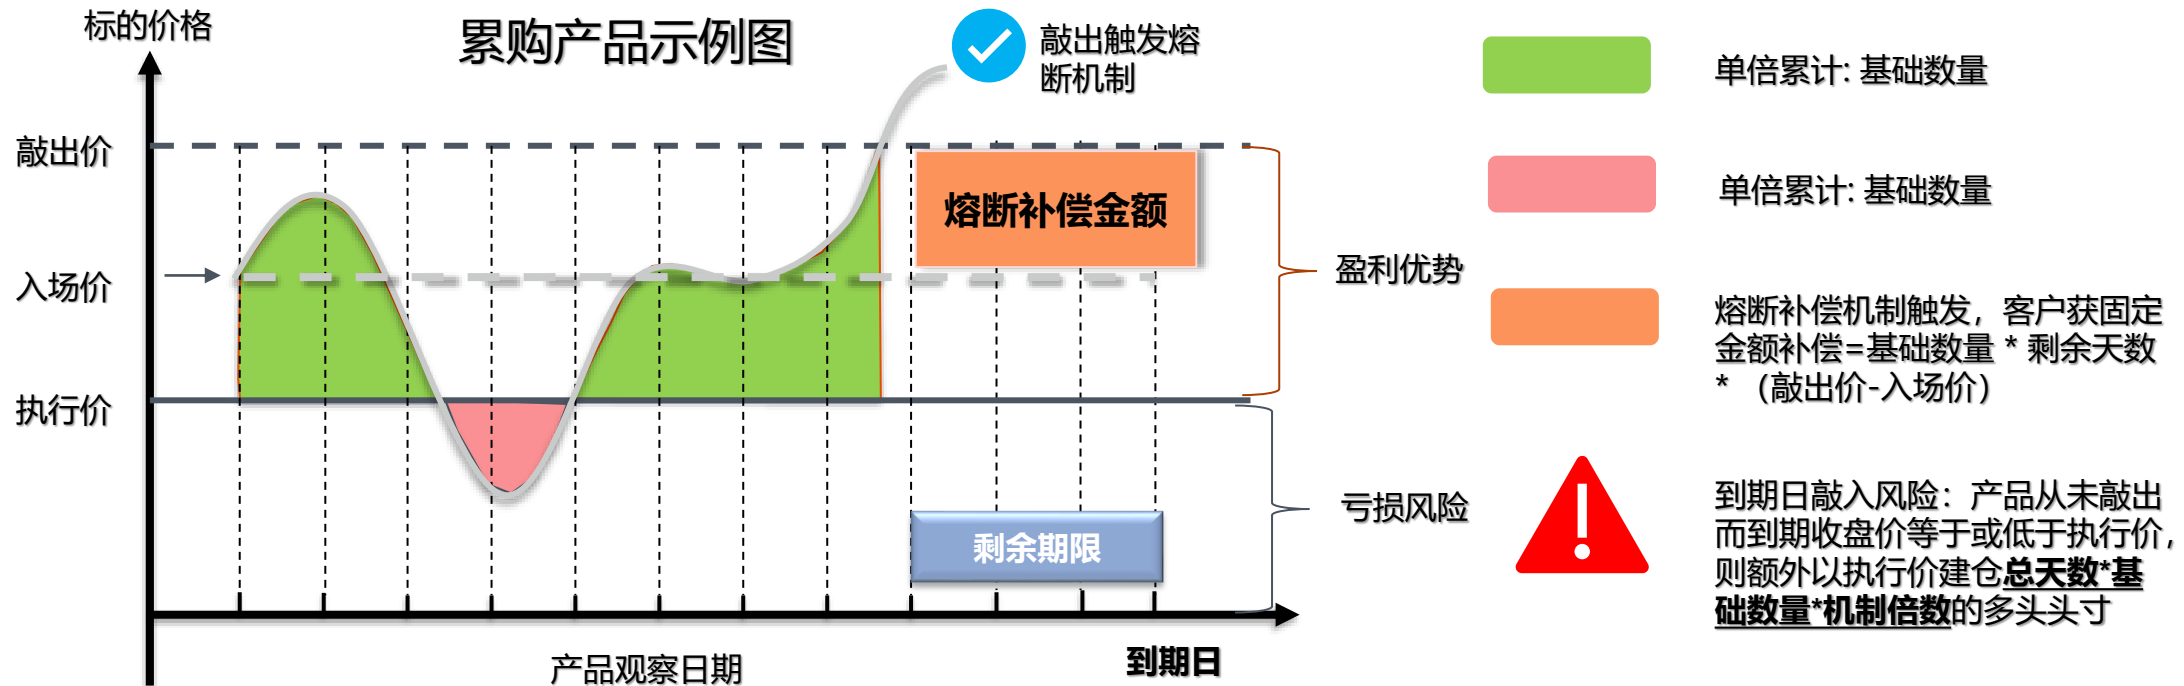 标的价格
累购产品示例图
敲出触发熔
断机制
敲出价
入场价
执行价
熔断补偿金额
剩余期限
盈利优势
亏损风险
产品观察日期
到期日
单倍累计: 基础数量
单倍累计: 基础数量
熔断补偿机制触发，客户获固定
金额补偿=基础数量 * 剩余天数
* （敲出价-入场价）
到期日敲入风险：产品从未敲出
而到期收盘价等于或低于执行价，
则额外以执行价建仓总天数*基
础数量*机制倍数的多头头寸